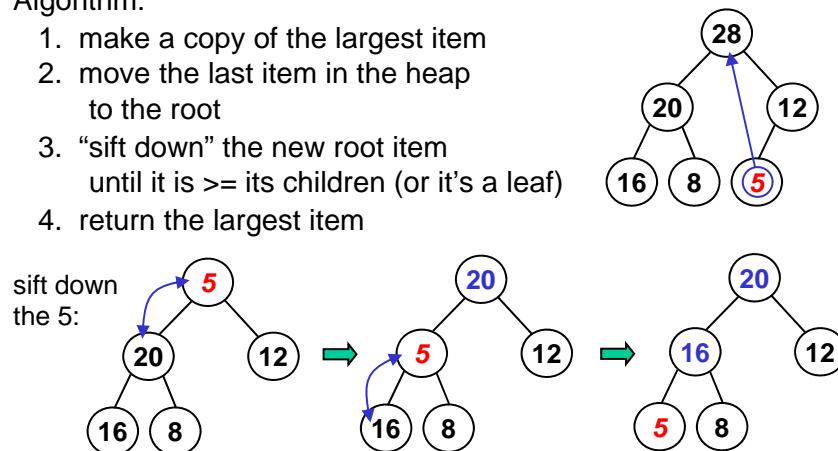 Algorithm:
1. make a copy of the largest item
2. move the last item in the heap
to the root
3. “sift down” the new root item
until it is >= its children (or it’s a leaf)
4. return the largest item
28
20 12
16 8 5
sift down
the 5:
5
20 12
16 8
20
5 12
16 8
20
16 12
5 8